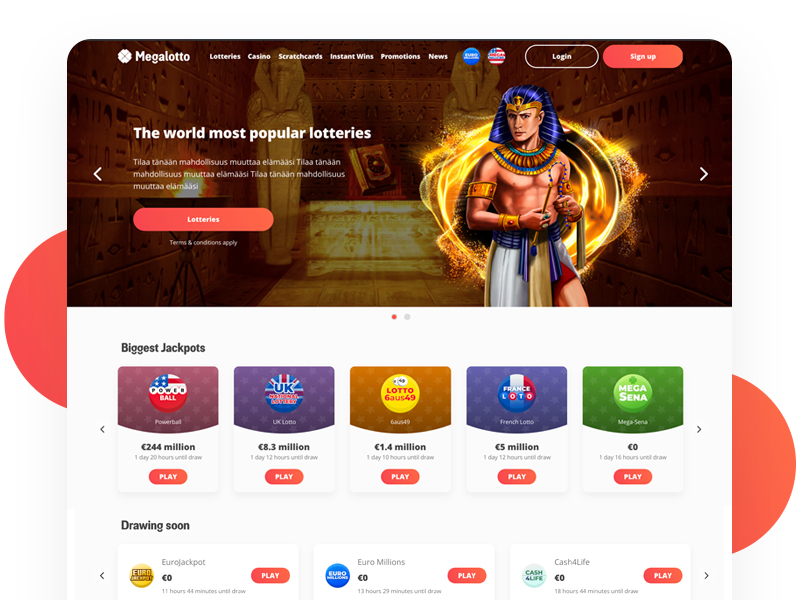 Megalotto
Lotteries Casino Scratchcards Instant Wins Promotions News
EURO MILLIONS
Login
Sign up
The world most popular lotteries
Tilaa tänään mahdollisuus muuttaa elämääsi Tilaa tänään
mahdollisuus muuttaa elämääsi Tilaa tänään mahdollisuus
muuttaa elämääsi
Lotteries
Terms & conditions apply
Biggest Jackpots
POWER
BALL
Powerball
€244 million
1 day 20 hours until draw
PLAY
UK
NATIONAL
LOTTERY
UK Lotto
€8.3 million
1 day 12 hours until draw
PLAY
49
LOTTO
6aus49
6aus49
€1.4 million
1 day 10 hours until draw
PLAY
FRANCE
LOTO
French Lotto
€5 million
1 day 12 hours until draw
PLAY
MEGA
SENA
Mega-Sena
€0
1 day 16 hours until draw
PLAY
Drawing soon
EURO
JACKPOT
EuroJackpot
€0
11 hours 44 minutes until draw
PLAY
EURO
MILLIONS
Euro Millions
€0
13 hours 29 minutes until draw
PLAY
CASH
4LIFE
Cash4Life
€0
18 hours 44 minutes until draw
PLAY